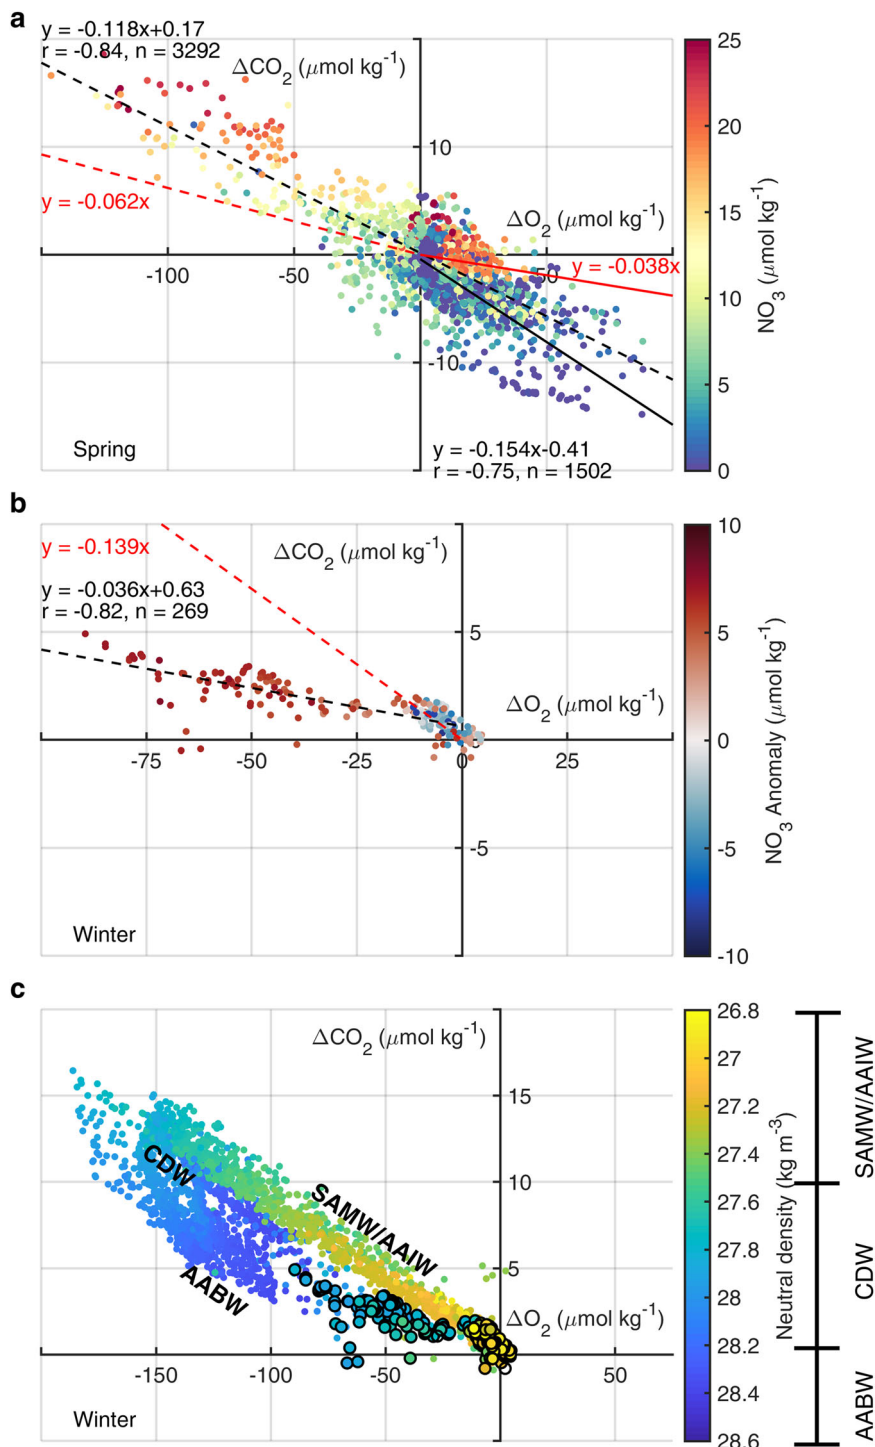 a
y = -0.118x+0.17
r = -0.84, n = 3292
ΔCO2 (μmol kg-1)
10
y = -0.062x
ΔO2 (μmol kg-1)
-100
-50
y = -0.038x
-10
Spring
y = -0.154x-0.41
r = -0.75, n = 1502
25
20
15
10
5
0
NO3 (μmol kg-1)
b
y = -0.139x
ΔCO2 (μmol kg-1)
y = -0.036x+0.63
r = -0.82, n = 269
5
ΔO2 (μmol kg-1)
-75
-50
-25
0
25
-5
Winter
10
5
0
-5
-10
NO3 Anomaly (μmol kg-1)
c
ΔCO2 (μmol kg-1)
15
10
5
CDW
SAMW/AAIW
AABW
ΔO2 (μmol kg-1)
-150
-100
-50
50
Winter
26.8
27
27.2
27.4
27.6
27.8
28
28.2
28.4
28.6
Neutral density (kg m-3)
SAMW/AAIW
CDW
AABW